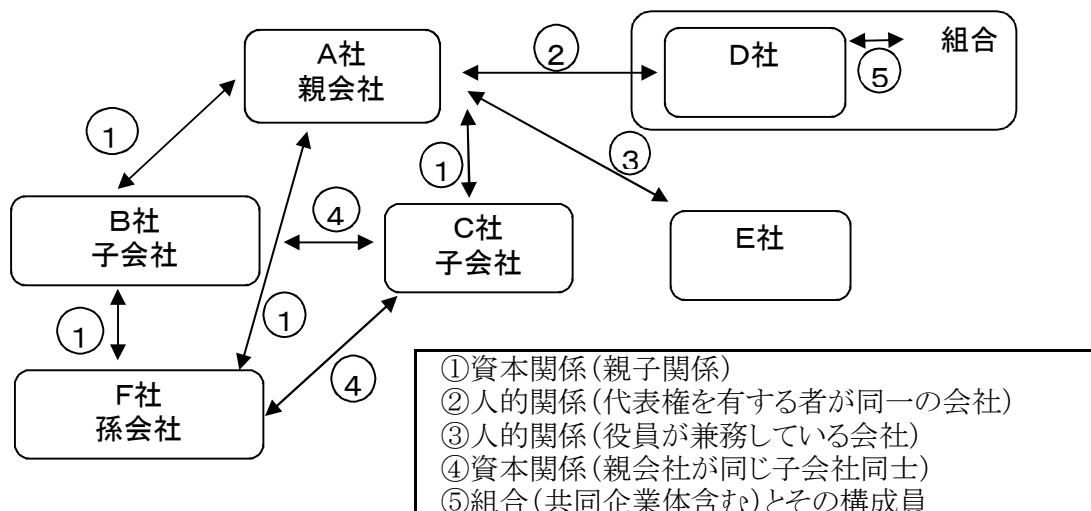 A社
親会社
②
D社
組合
⑤
①
③
①
B社
子会社
④
C社
子会社
E社
①
①
④
F社
孫会社
①資本関係(親子関係)
②人的関係(代表権を有する者が同一の会社)
③人的関係(役員が兼務している会社)
④資本関係(親会社が同じ子会社同士)
⑤組合(共同企業体含む)とその構成員